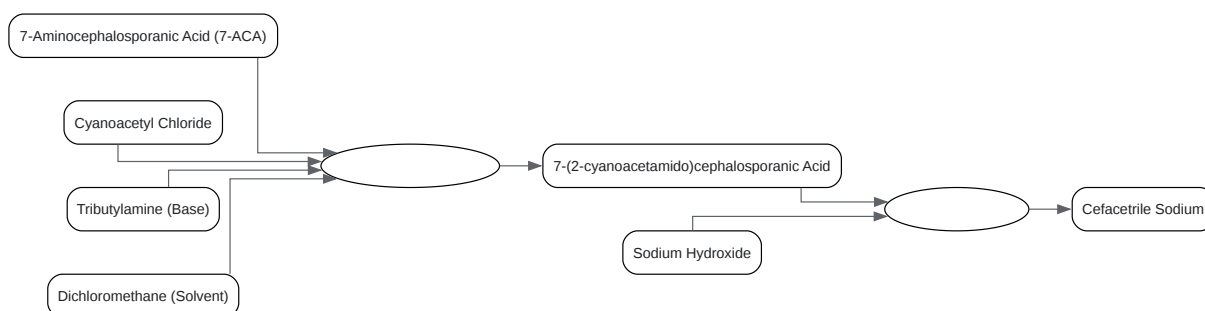 7-Aminocephalosporanic Acid (7-ACA)
Cyanoacetyl Chloride
Tributylamine (Base)
Dichloromethane (Solvent)
7-(2-cyanoacetamido)cephalosporanic Acid
Sodium Hydroxide
Cefacetrile Sodium